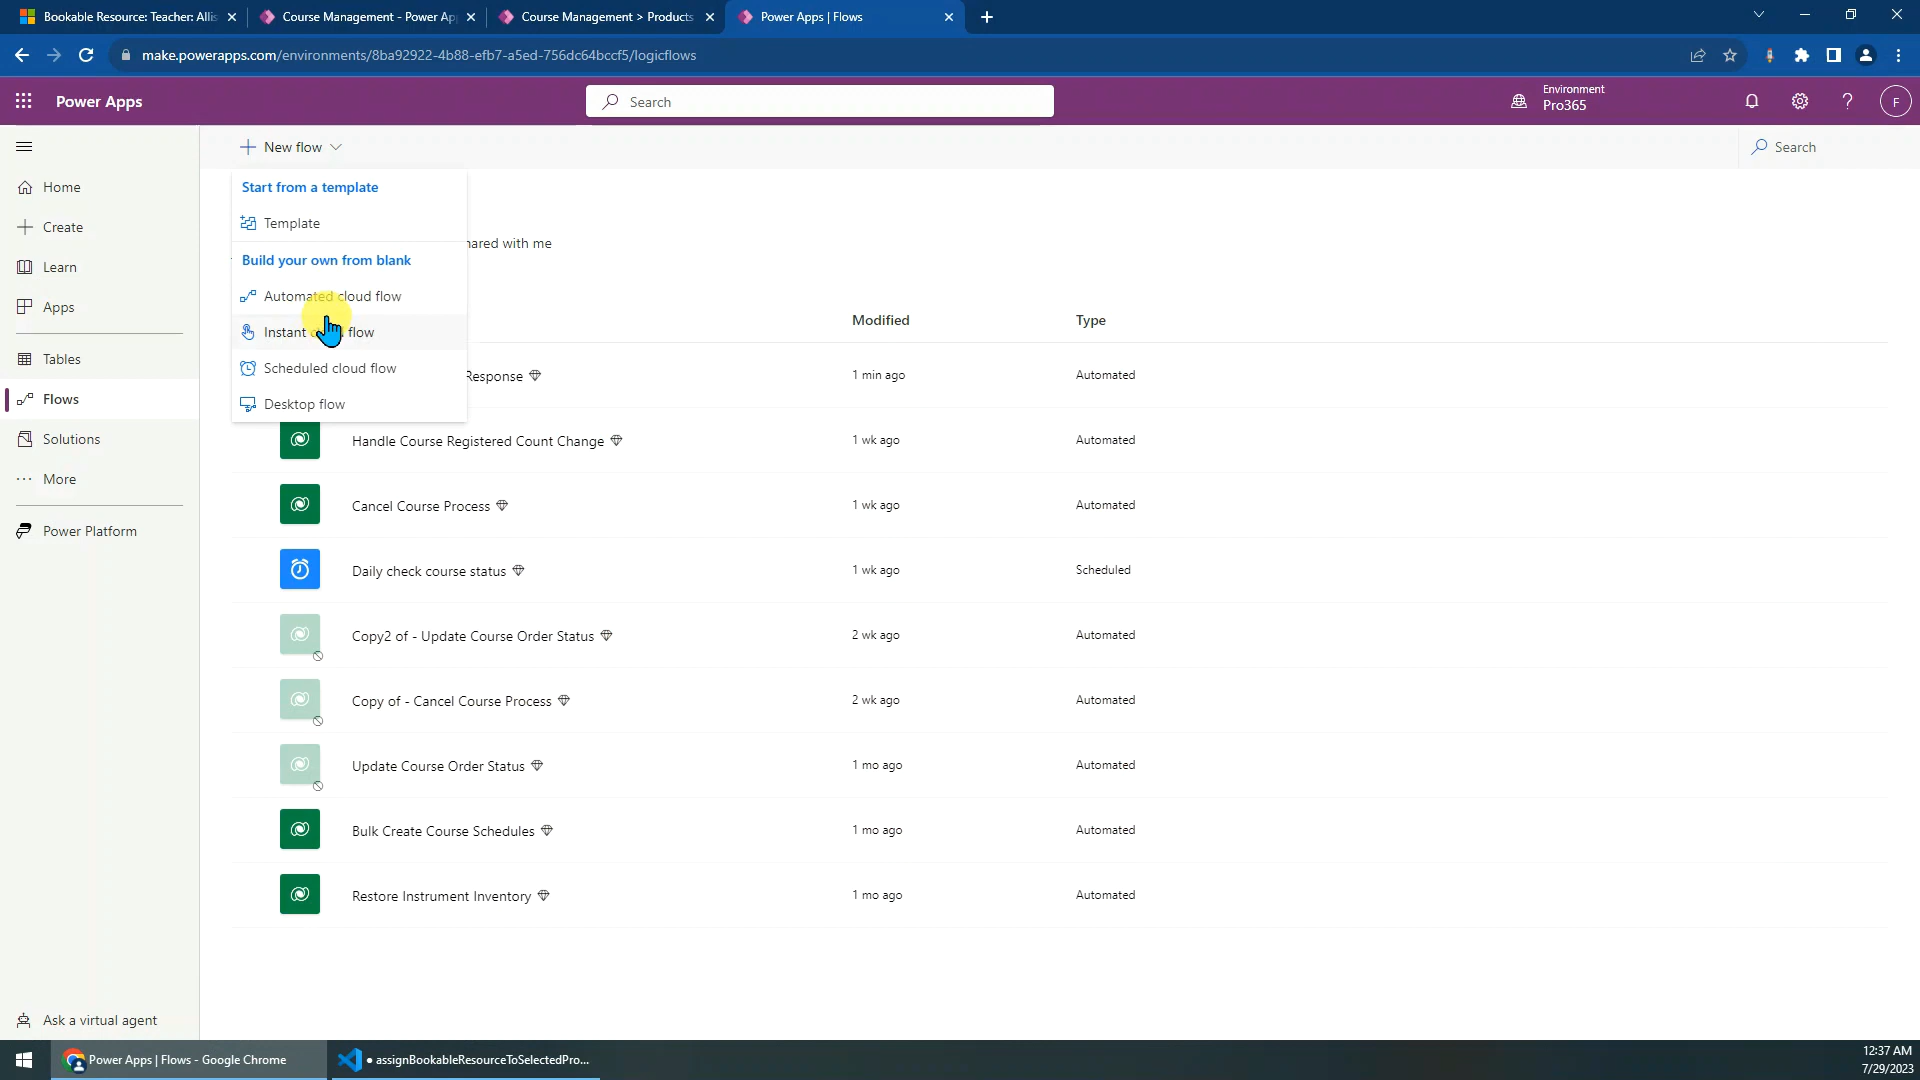 Bookable Resource: Teacher: Allis
Course Management - Power Ap
Course Management > Products
Power Apps | Flows
make.powerapps.com/environments/8ba92922-4b88-efb7-a5ed-756dc64bccf5/logicflows
Power Apps
Search
Environment
Pro365
?
F
New flow
Search
Start from a template
Home
Template
Create
hared with me
Build your own from blank
Learn
Automated cloud flow
Apps
Modified
Type
Instant flow
Tables
Scheduled cloud flow
Response
1 min ago
Automated
Flows
Desktop flow
Solutions
Handle Course Registered Count Change
1 wk ago
Automated
More
Cancel Course Process
1 wk ago
Automated
Power Platform
Daily check course status
1 wk ago
Scheduled
Copy2 of - Update Course Order Status
2 wk ago
Automated
Copy of - Cancel Course Process
2 wk ago
Automated
Update Course Order Status
1 mo ago
Automated
Bulk Create Course Schedules
1 mo ago
Automated
Restore Instrument Inventory
1 mo ago
Automated
Ask a virtual agent
Power Apps | Flows - Google Chrome
● assignBookableResourceToSelectedPro...
12:37 AM
7/29/2023